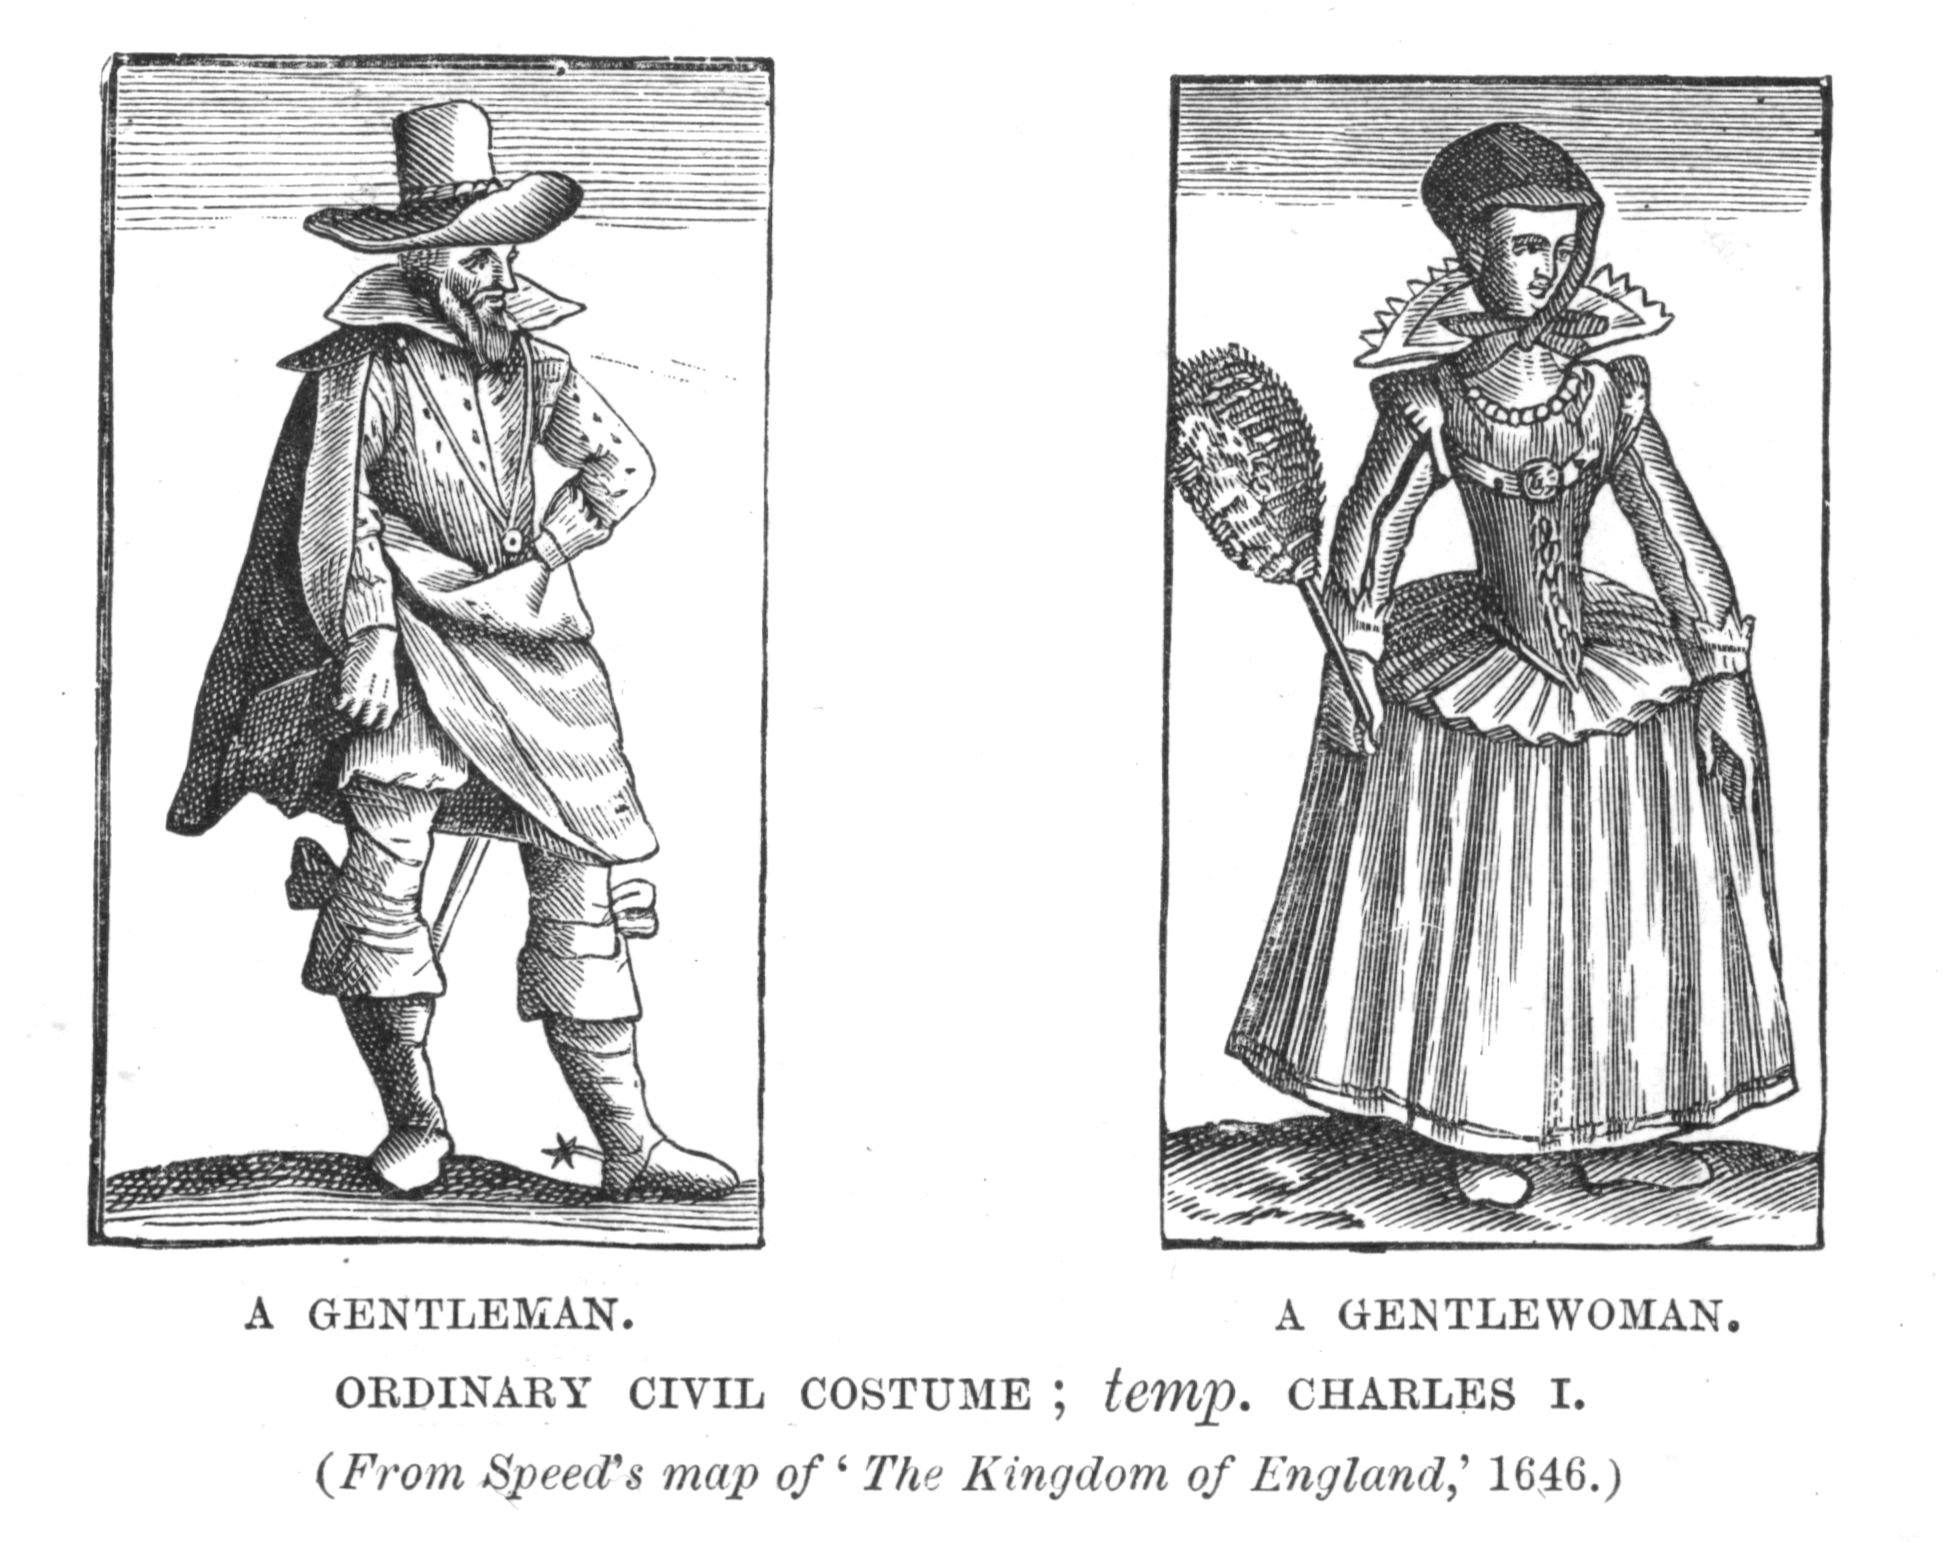 A GENTLEMAN.
A GENTLEWOMAN.
ORDINARY CIVIL COSTUME ; temp. CHARLES I.
(From Speed's map of ‘ The Kingdom of England,’ 1646.)